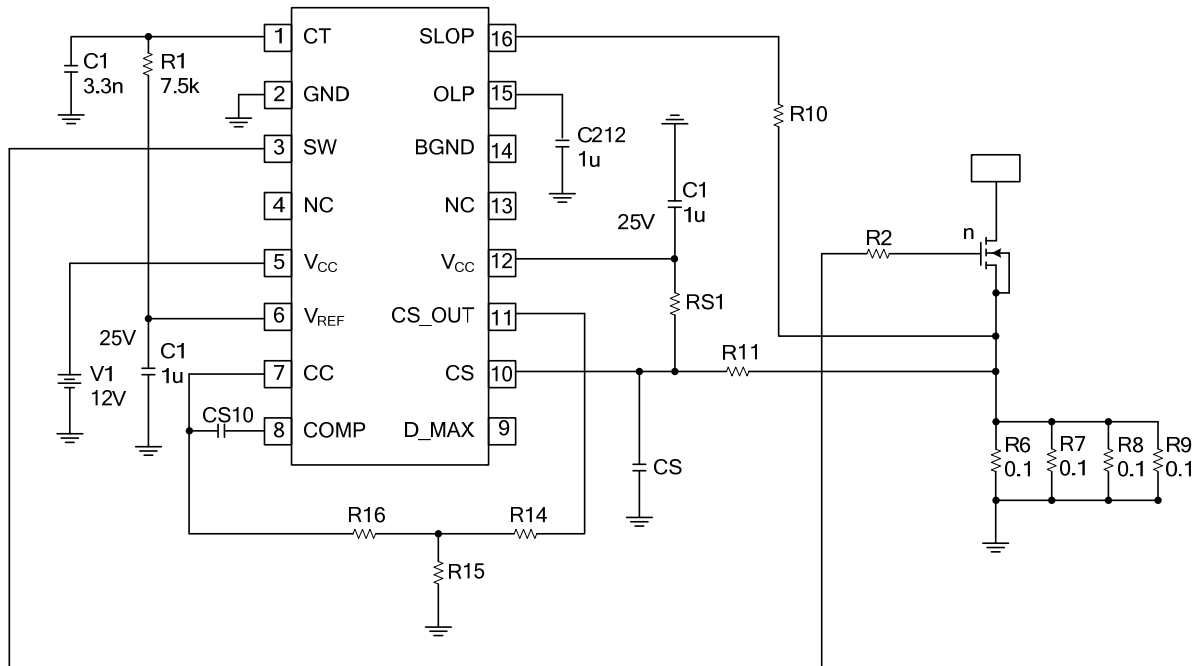 1 CT
SLOP 16
C1
3.3n
R1
7.5k
2 GND
OLP 15
R10
C212
1u
3 SW
BGND 14
4 NC
NC 13
25V
C1
1u
R2
n
5 VCC
VCC 12
RS1
6 VREF
CS_OUT 11
25V
C1
1u
R11
V1
12V
7 CC
CS 10
CS10
8 COMP
D_MAX 9
CS
R6
0.1
R7
0.1
R8
0.1
R9
0.1
R16
R14
R15